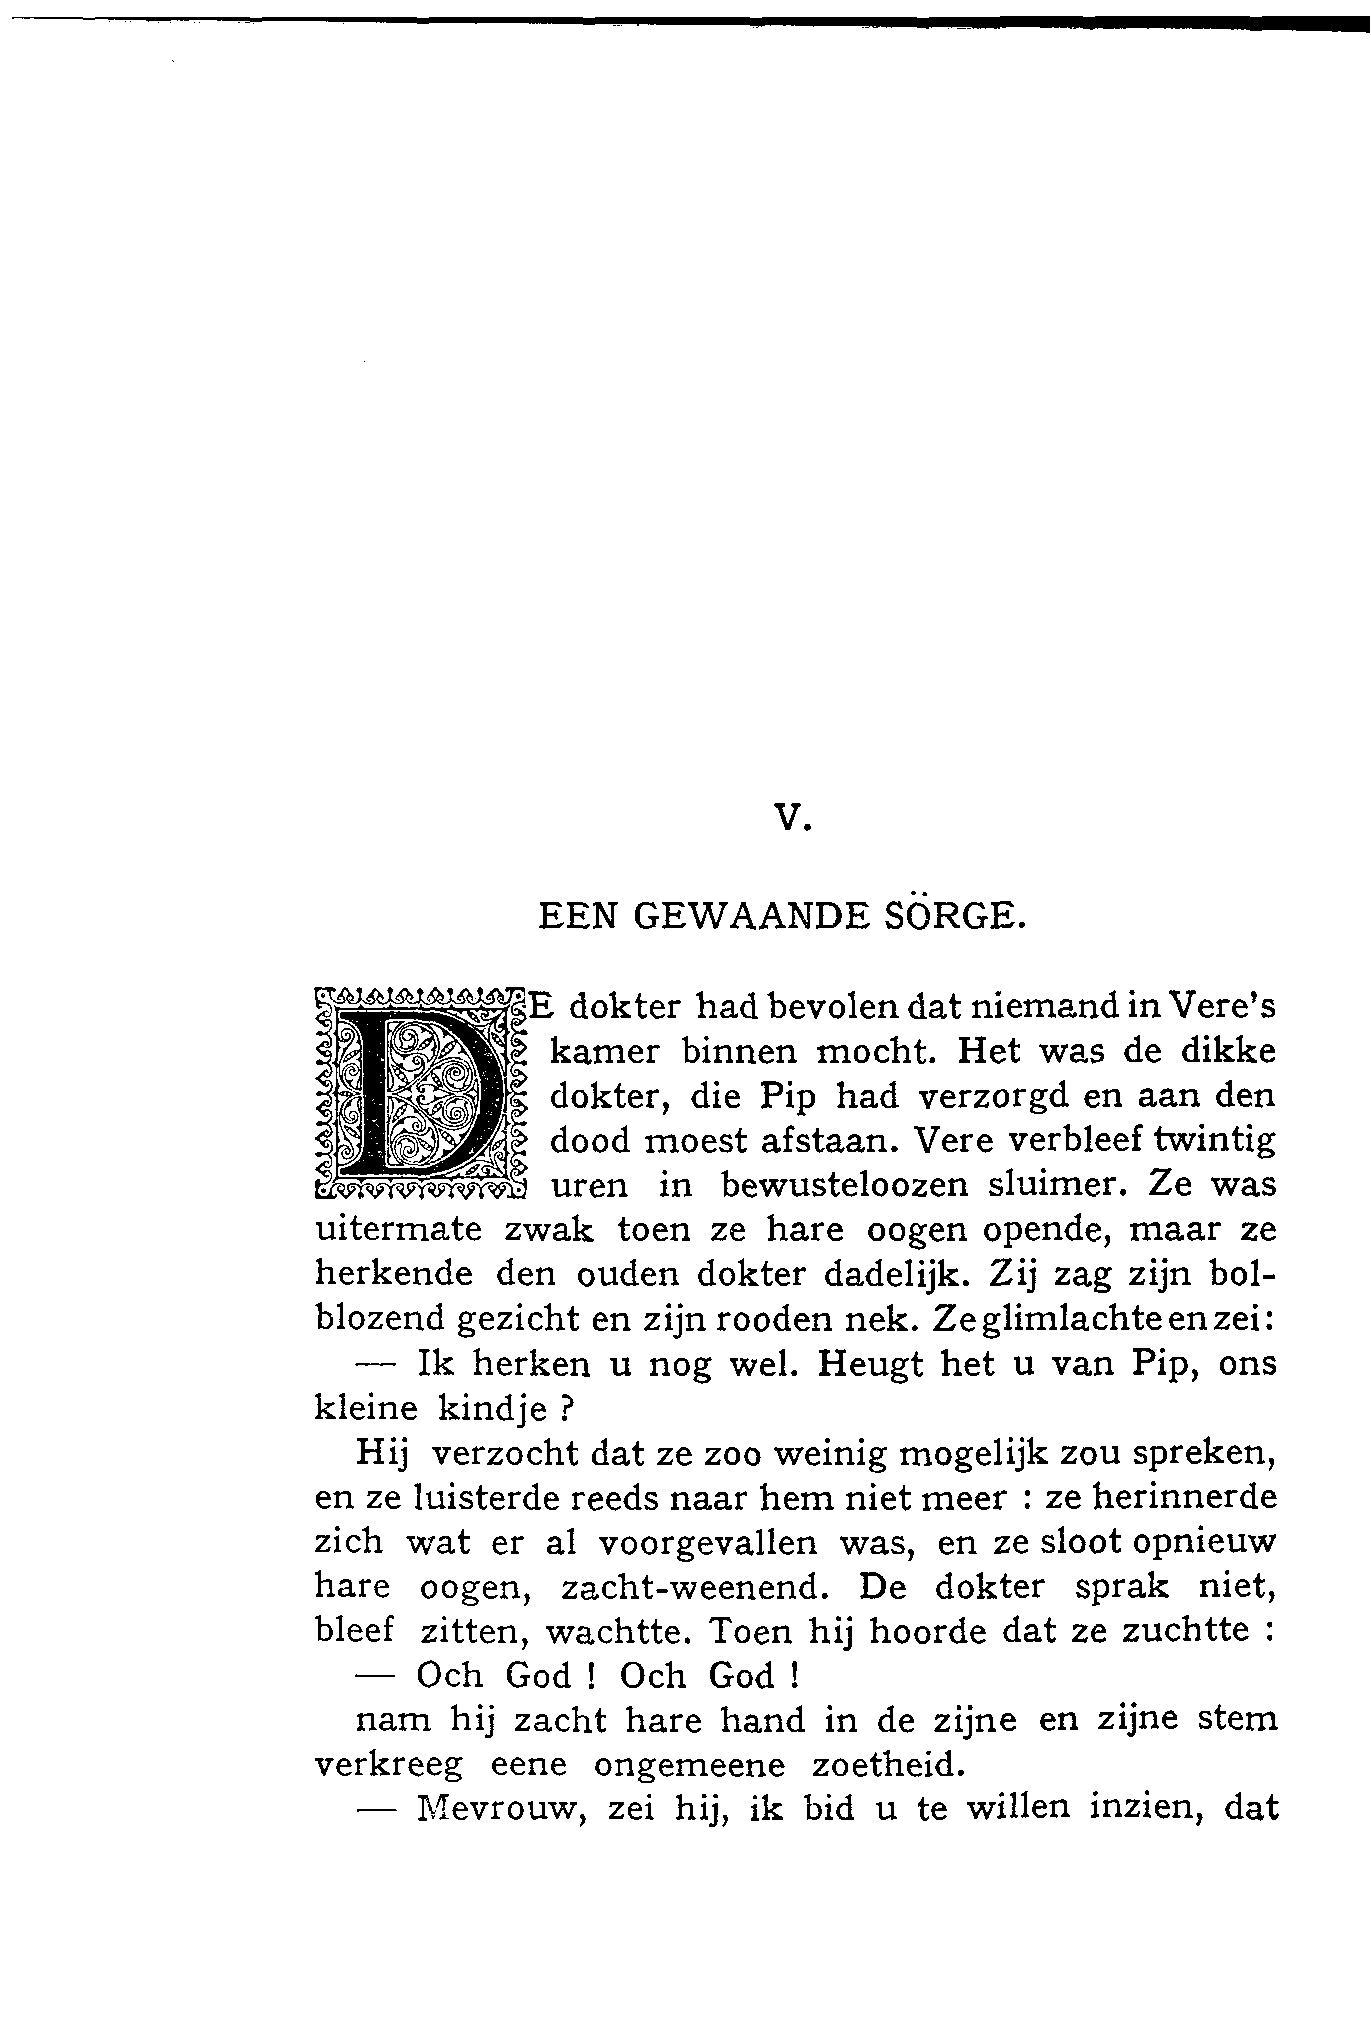 V.
EEN GEWAANDE SÖRGE.
DE dokter had bevolen dat niemand in Vere's
kamer binnen mocht. Het was de dikke
dokter, die Pip had verzorgd en aan den
dood moest afstaan. Vere verbleef twintig
uren in bewusteloozen sluimer. Ze was
uitermate zwak toen ze hare oogen opende, maar ze
herkende den ouden dokter dadelijk. Zij zag zijn bol-
blozend gezicht en zijn rooden nek. Ze glimlachte en zei:
— Ik herken u nog wel. Heugt het u van Pip, ons
kleine kindje ?
Hij verzocht dat ze zoo weinig mogelijk zou spreken,
en ze luisterde reeds naar hem niet meer : ze herinnerde
zich wat er al voorgevallen was, en ze sloot opnieuw
hare oogen, zacht-weenend. De dokter sprak niet,
bleef zitten, wachtte. Toen hij hoorde dat ze zuchtte :
— Och God ! Och God !
nam hij zacht hare hand in de zijne en zijne stem
verkreeg eene ongemeene zoetheid.
— Mevrouw, zei hij, ik bid u te willen inzien, dat